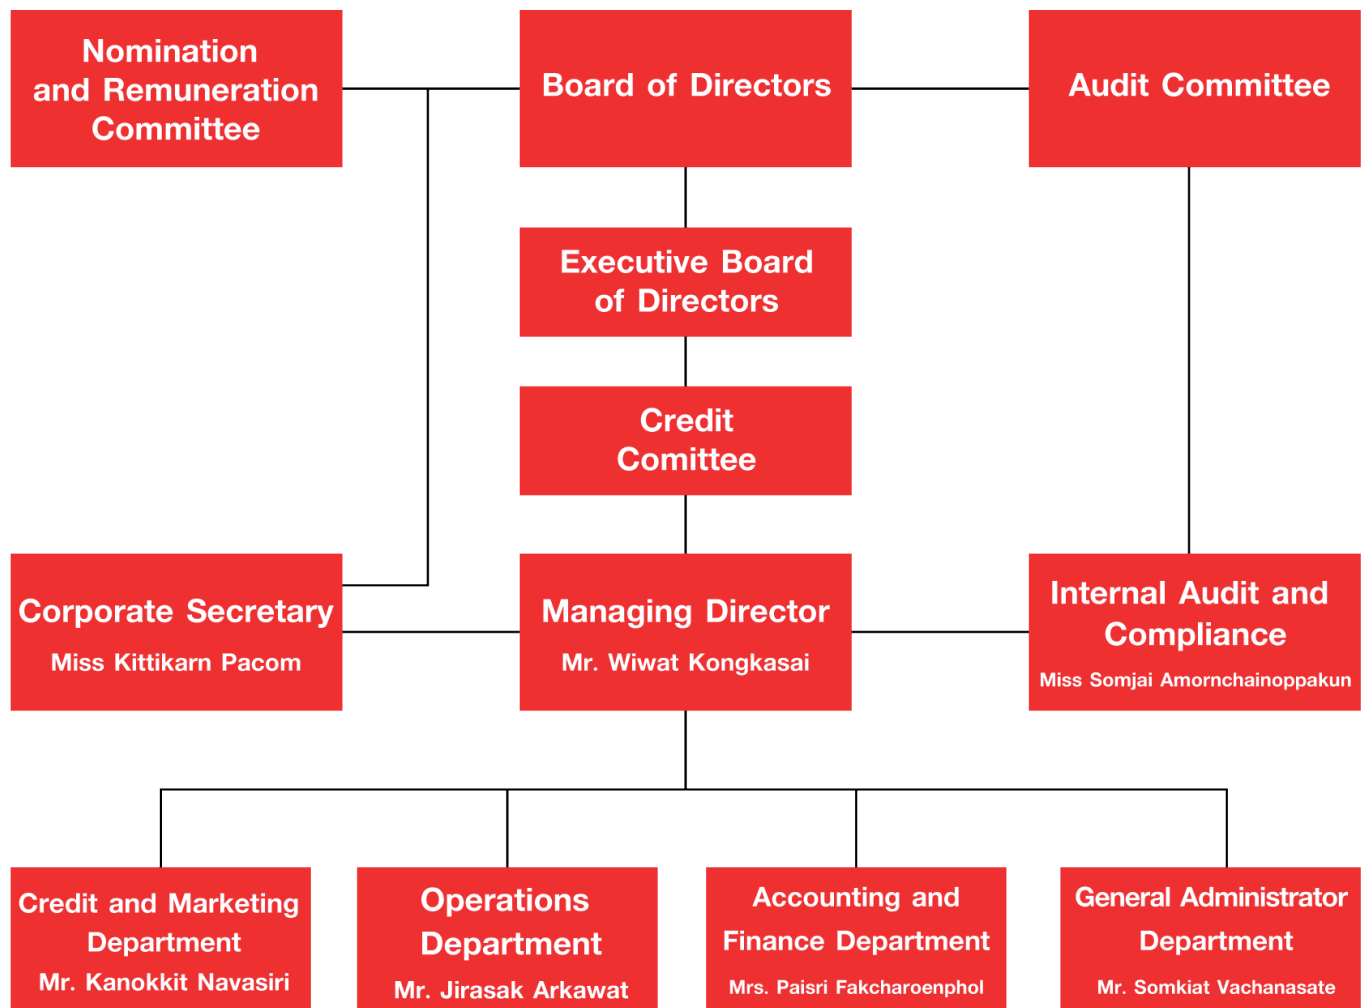 Nomination
and Remuneration
Committee
Board of Directors
Audit Committee
Executive Board
of Directors
Credit
Comittee
Corporate Secretary
Miss Kittikarn Pacom
Managing Director
Mr. Wiwat Kongkasai
Internal Audit and
Compliance
Miss Somjai Amornchainoppakun
Credit and Marketing
Department
Mr. Kanokkit Navasiri
Operations
Department
Mr. Jirasak Arkawat
Accounting and
Finance Department
Mrs. Paisri Fakcharoenphol
General Administrator
Department
Mr. Somkiat Vachanasate